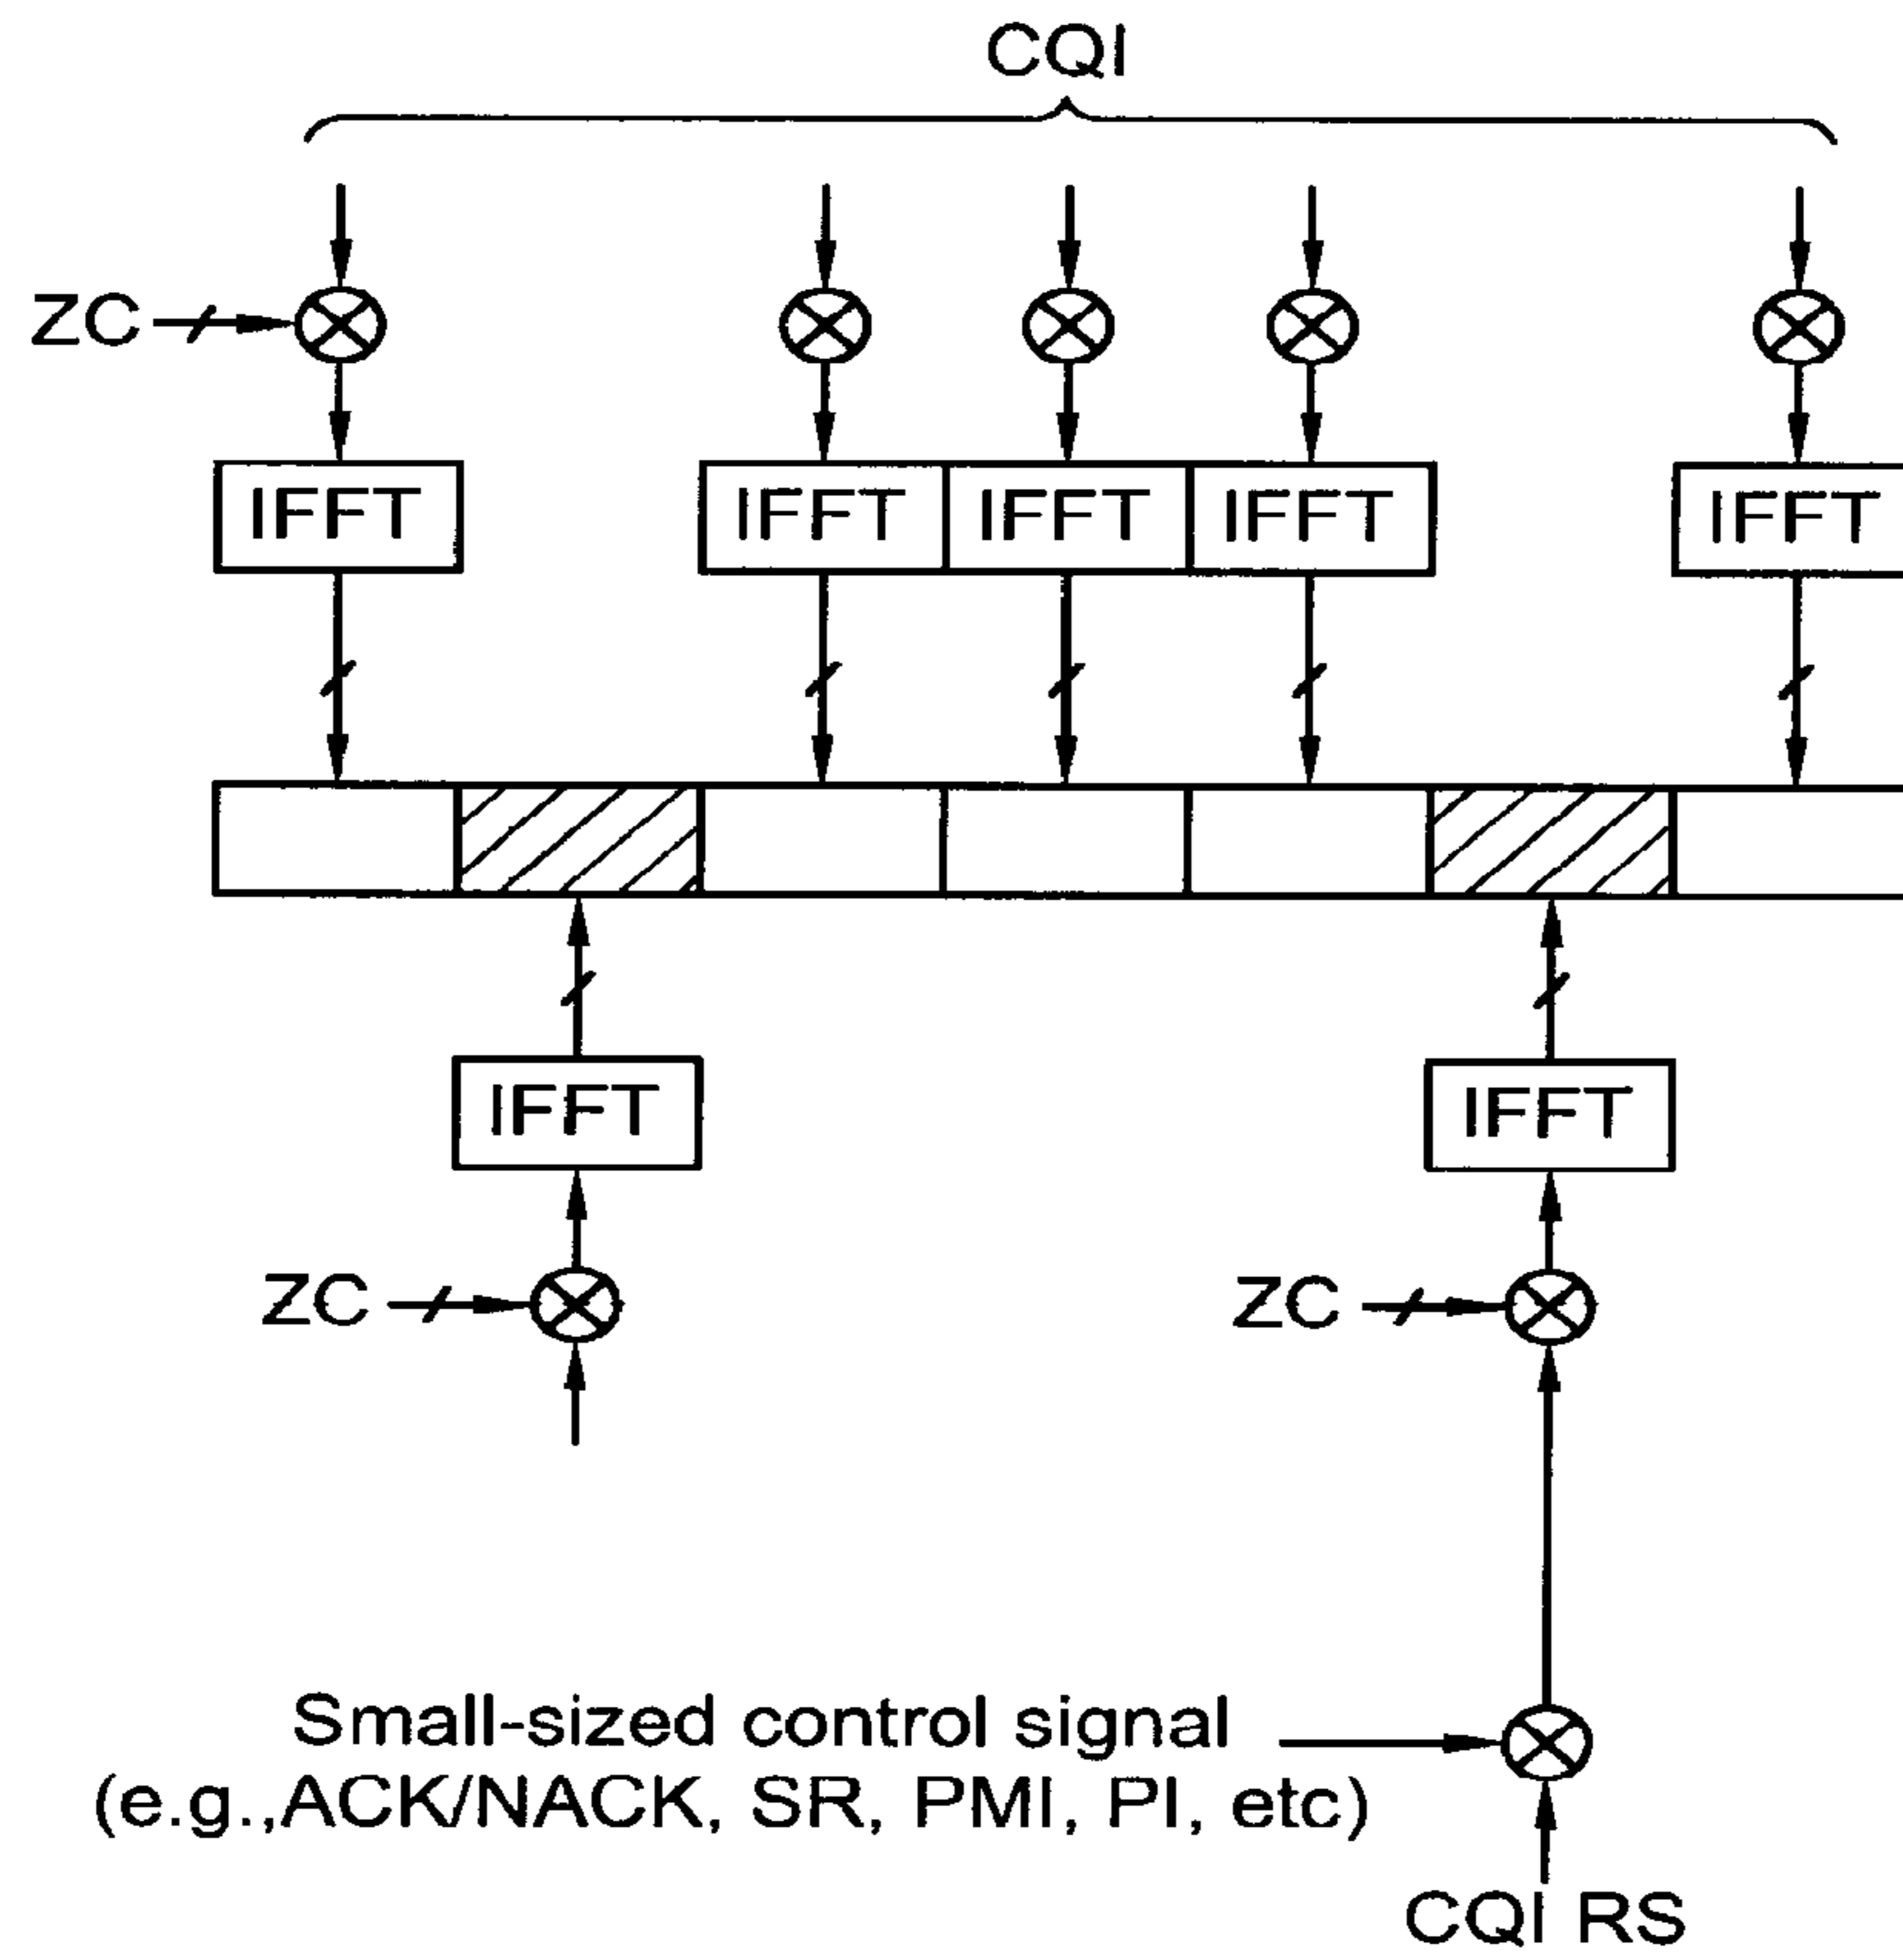 CQI
ZC
IFFT
IFFT
IFFT
IFFT
IFFT
IFFT
IFFT
ZC
ZC
Small-sized control signal
(e.g.,ACK/NACK, SR, PMI, PI, etc)
CQI RS